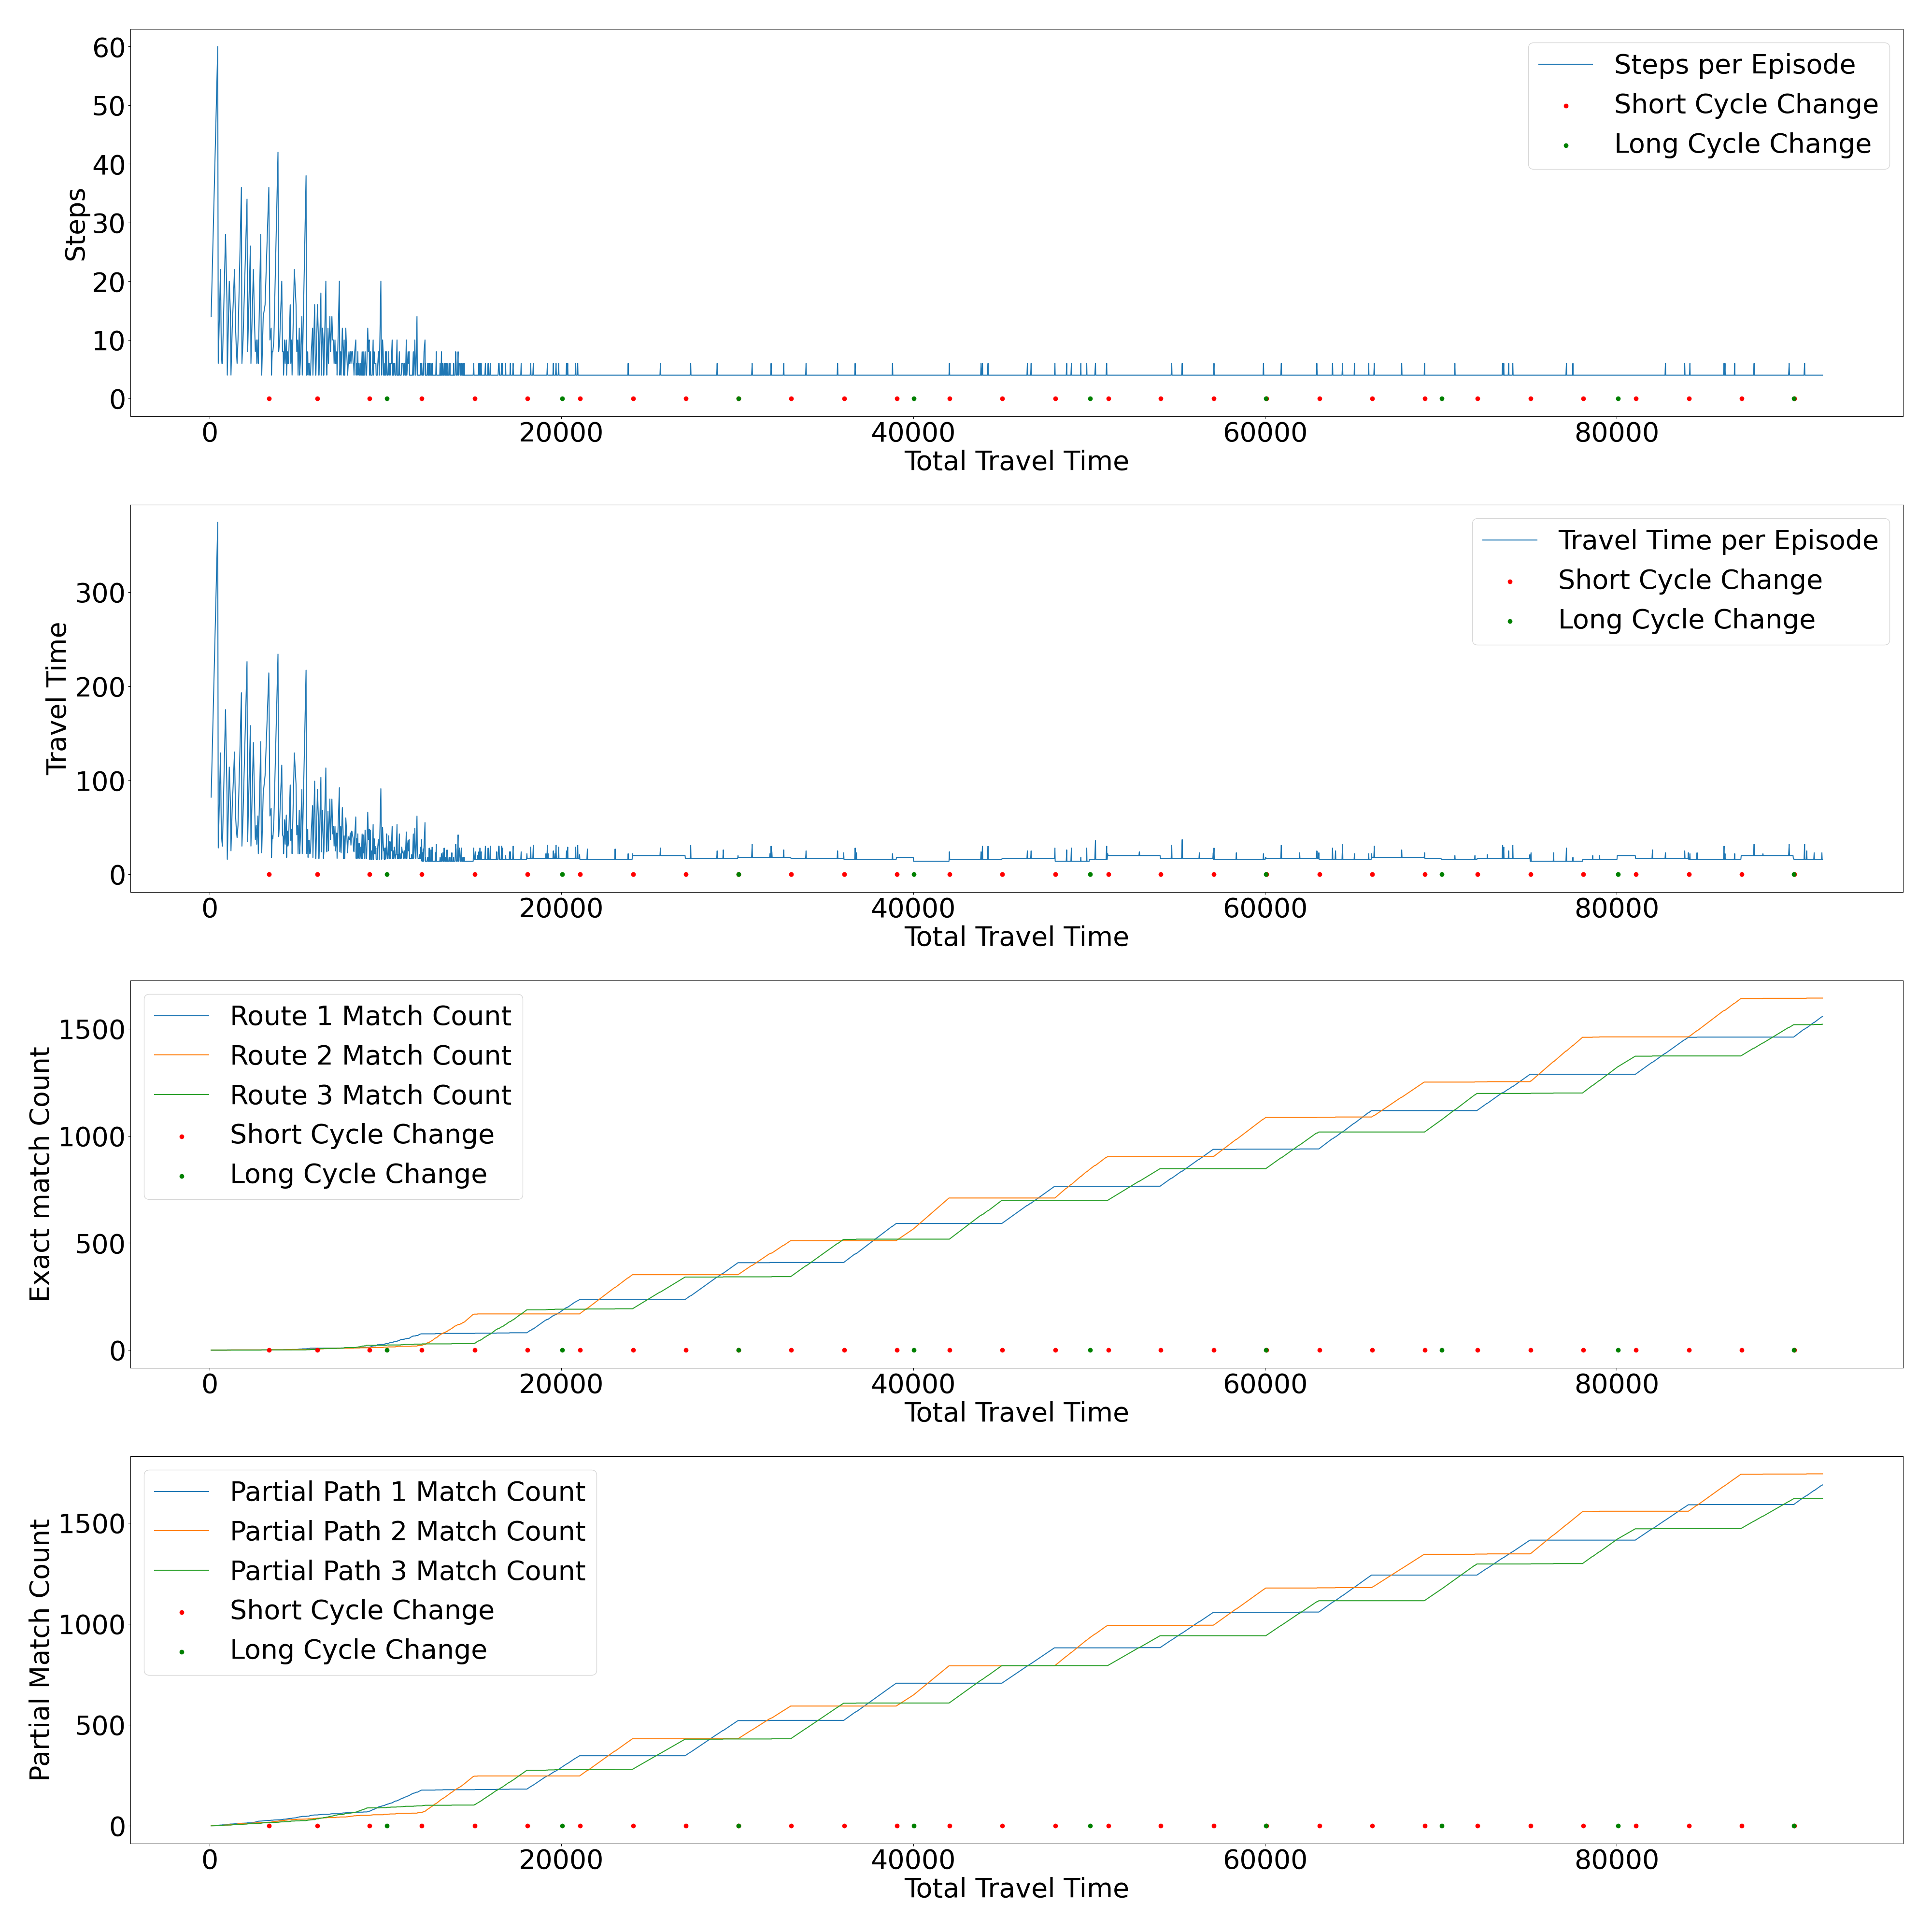 Steps per Episode
Short Cycle Change
Long Cycle Change
Steps
60
50
40
30
20
10
0
0 20000 40000 60000 80000
Total Travel Time
Travel Time per Episode
Short Cycle Change
Long Cycle Change
Travel Time
300
200
100
0
0 20000 40000 60000 80000
Total Travel Time
Route 1 Match Count
Route 2 Match Count
Route 3 Match Count
Short Cycle Change
Long Cycle Change
Exact match Count
1500
1000
500
0
0 20000 40000 60000 80000
Total Travel Time
Partial Path 1 Match Count
Partial Path 2 Match Count
Partial Path 3 Match Count
Short Cycle Change
Long Cycle Change
Partial Match Count
1500
1000
500
0
0 20000 40000 60000 80000
Total Travel Time